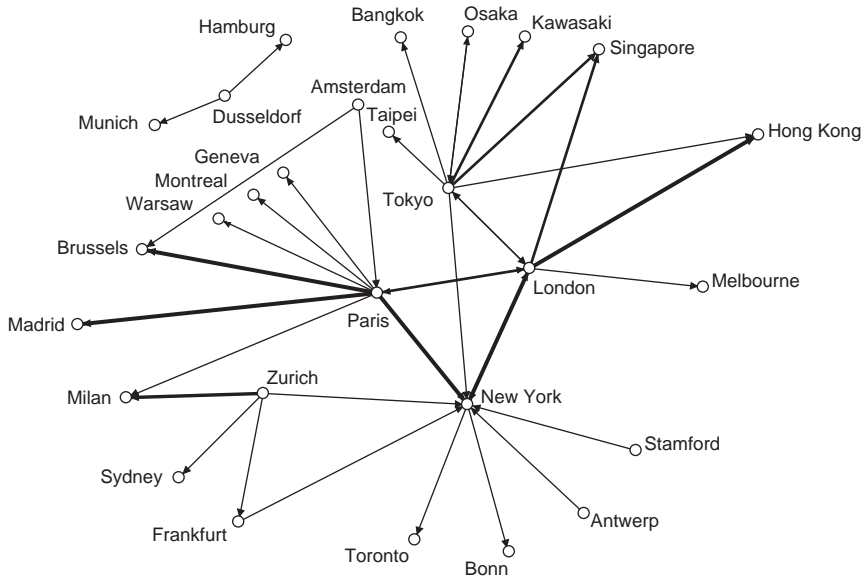 Hamburg
Bangkok
Osaka
Kawasaki
Singapore
Amsterdam
Munich
Dusseldorf
Taipei
Hong Kong
Geneva
Montreal
Warsaw
Tokyo
Brussels
London
Melbourne
Madrid
Paris
Milan
Zurich
New York
Stamford
Sydney
Frankfurt
Antwerp
Toronto
Bonn